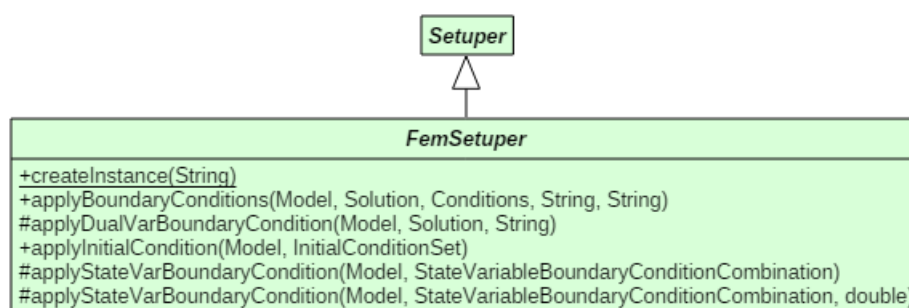 Setuper
FemSetuper
+createInstance(String)
+applyBoundaryConditions(Model, Solution, Conditions, String, String)
#applyDualVarBoundaryCondition(Model, Solution, String)
+applyInitialCondition(Model, InitialConditionSet)
#applyStateVarBoundaryCondition(Model, StateVariableBoundaryConditionCombination)
#applyStateVarBoundaryCondition(Model, StateVariableBoundaryConditionCombination, double)